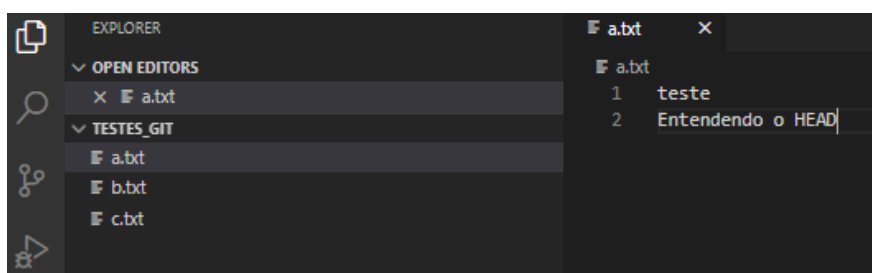 EXPLORER
OPEN EDITORS
a.txt
TESTES_GIT
a.txt
b.txt
c.txt
a.txt
a.txt
1 teste
2 Entendendo o HEAD